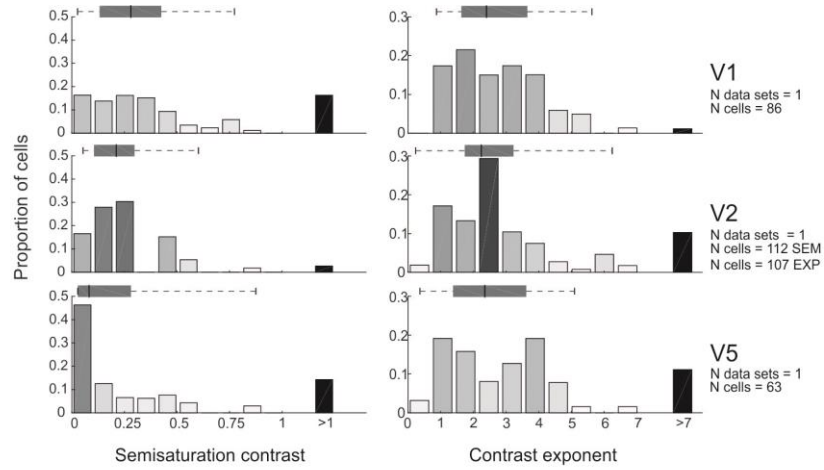 0.5
0.4
0.3
0.2
0.1
0
0.3
0.2
0.1
0
V1
N data sets = 1
N cells = 86
0.5
0.4
0.3
0.2
0.1
0
0.3
0.2
0.1
0
V2
N data sets = 1
N cells = 112 SEM
N cells = 107 EXP
Proportion of cells
0.5
0.4
0.3
0.2
0.1
0
0.3
0.2
0.1
0
V5
N data sets = 1
N cells = 63
0 0.25 0.5 0.75 1 >1
0 1 2 3 4 5 6 7 >7
Semisaturation contrast
Contrast exponent